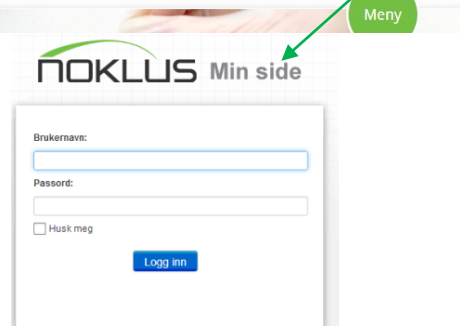 Meny
NOKLUS Min side
Brukernavn:
Passord:
Husk meg
Logg inn